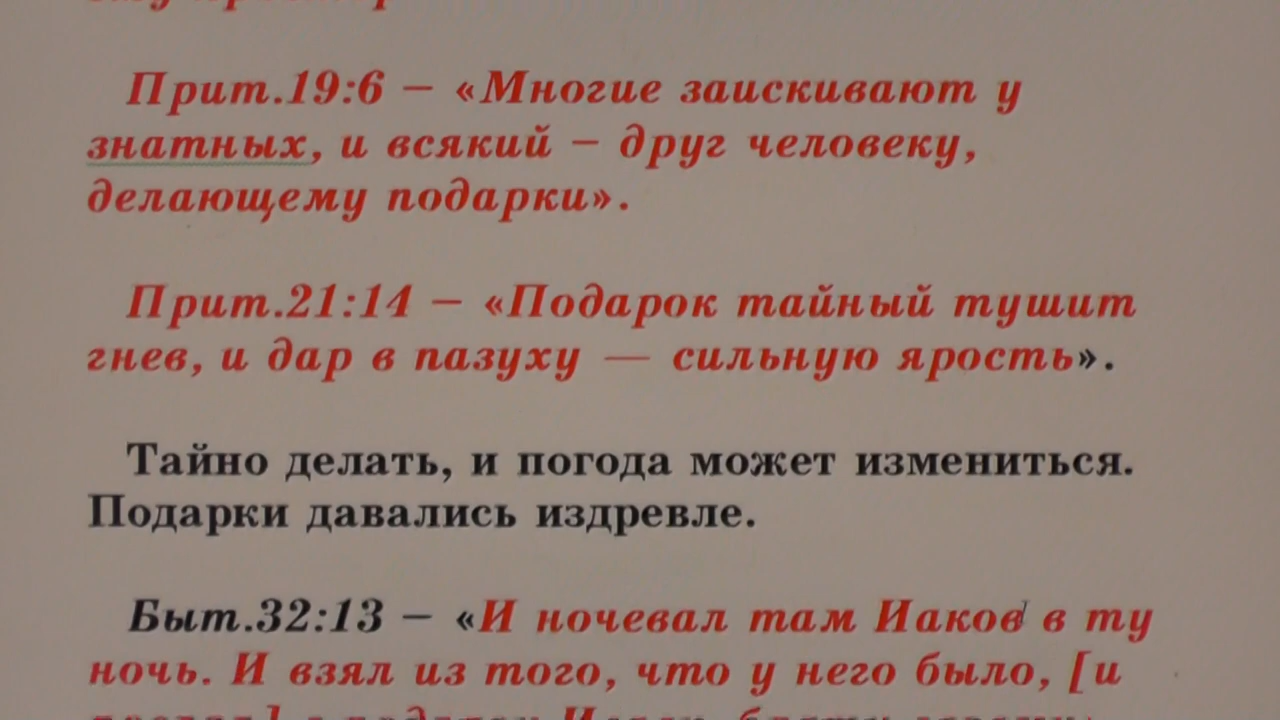 Прит.19:6 – «Многие заискивают у
знатных, и всякий – друг человеку,
делающему подарки».
Прит.21:14 – «Подарок тайный тушит
гнев, и дар в пазуху — сильную ярость».
Тайно делать, и погода может измениться.
Подарки давались издревле.
Быт.32:13 – «И ночевал там Иаков в ту
ночь. И взял из того, что у него было, [и